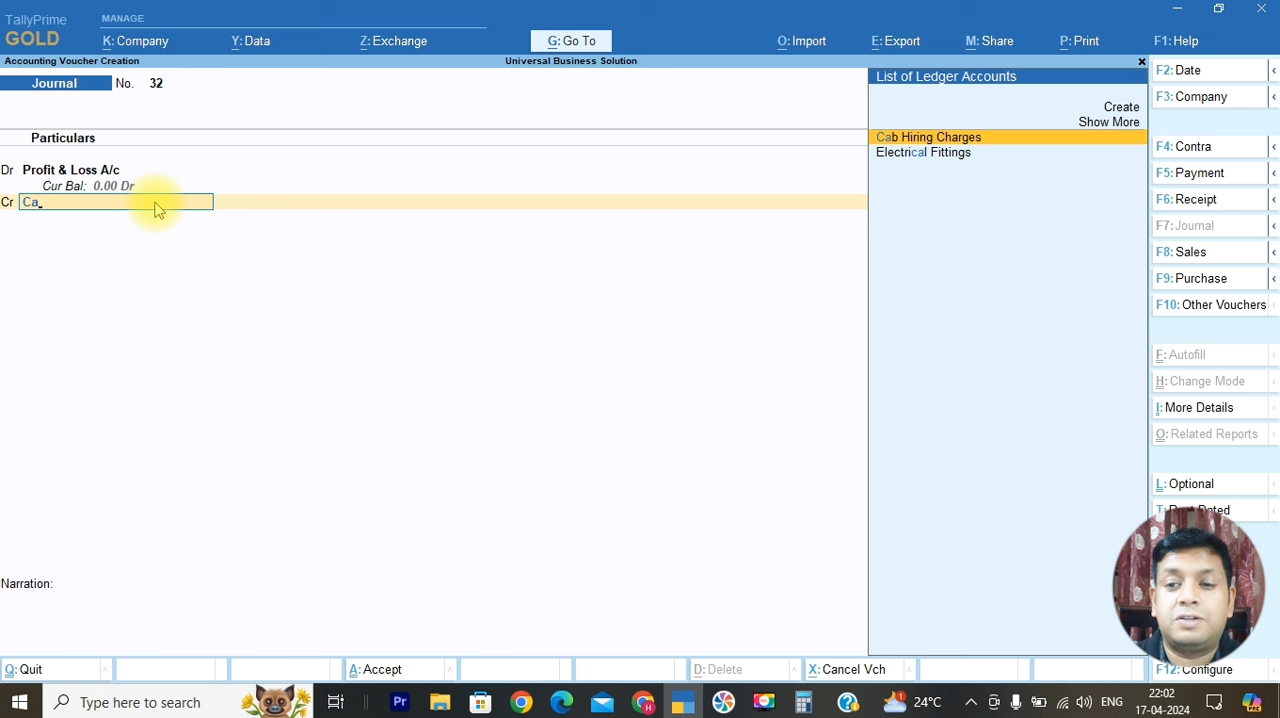 TallyPrime
GOLD
MANAGE
K: Company
Y: Data
Z: Exchange
G: Go To
O: Import
E: Export
M: Share
P: Print
F1: Help
Accounting Voucher Creation
Universal Business Solution
Journal No. 32
Particulars
Dr Profit & Loss A/c
Cur Bal: 0.00 Dr
Cr Ca
Narration:
List of Ledger Accounts
Create
Show More
Cab Hiring Charges
Electrical Fittings
F2: Date
F3: Company
F4: Contra
F5: Payment
F6: Receipt
F7: Journal
F8: Sales
F9: Purchase
F10: Other Vouchers
F: Autofill
H: Change Mode
I: More Details
O: Related Reports
L: Optional
T: Post Dated
F12: Configure
Q: Quit
A: Accept
D: Delete
X: Cancel Vch
Type here to search
Pr
24°C
ENG
22:02
17-04-2024